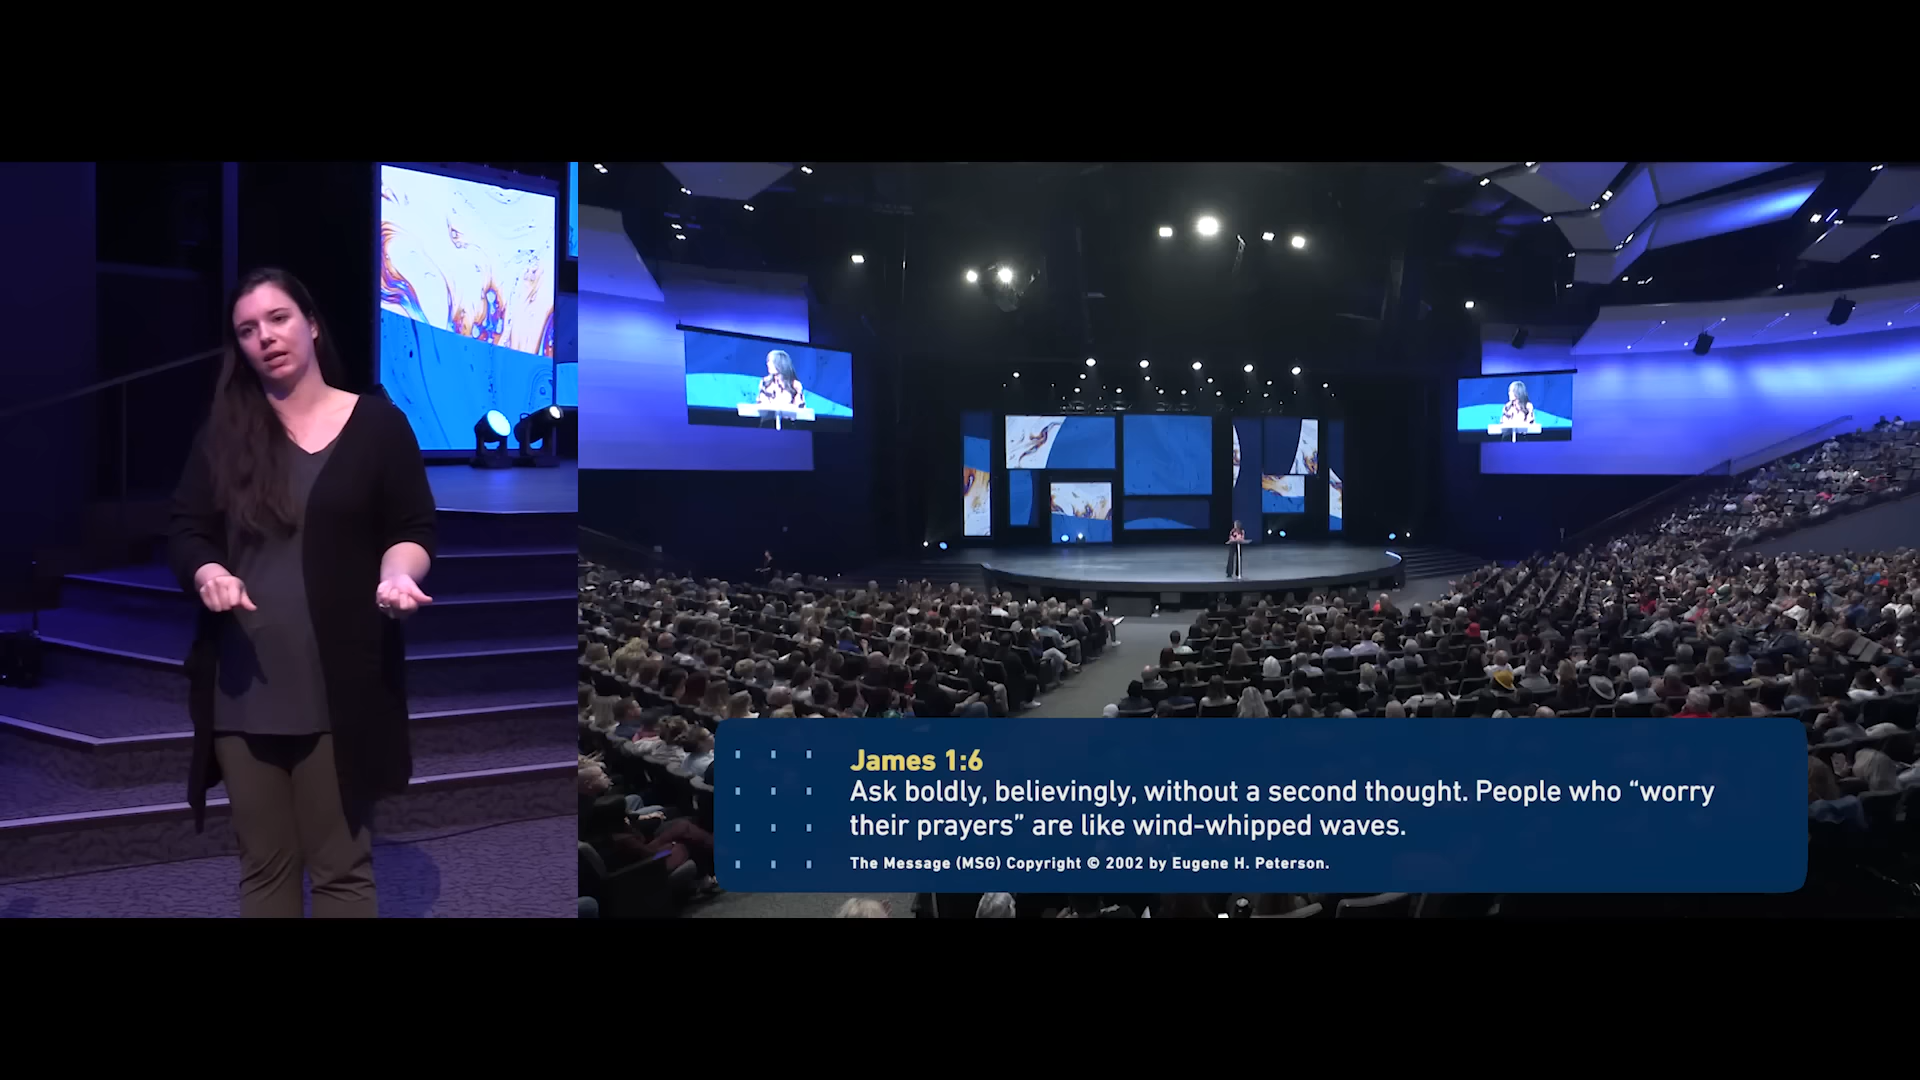 James 1:6
Ask boldly, believingly, without a second thought. People who “worry
their prayers” are like wind-whipped waves.
The Message (MSG) Copyright © 2002 by Eugene H. Peterson.